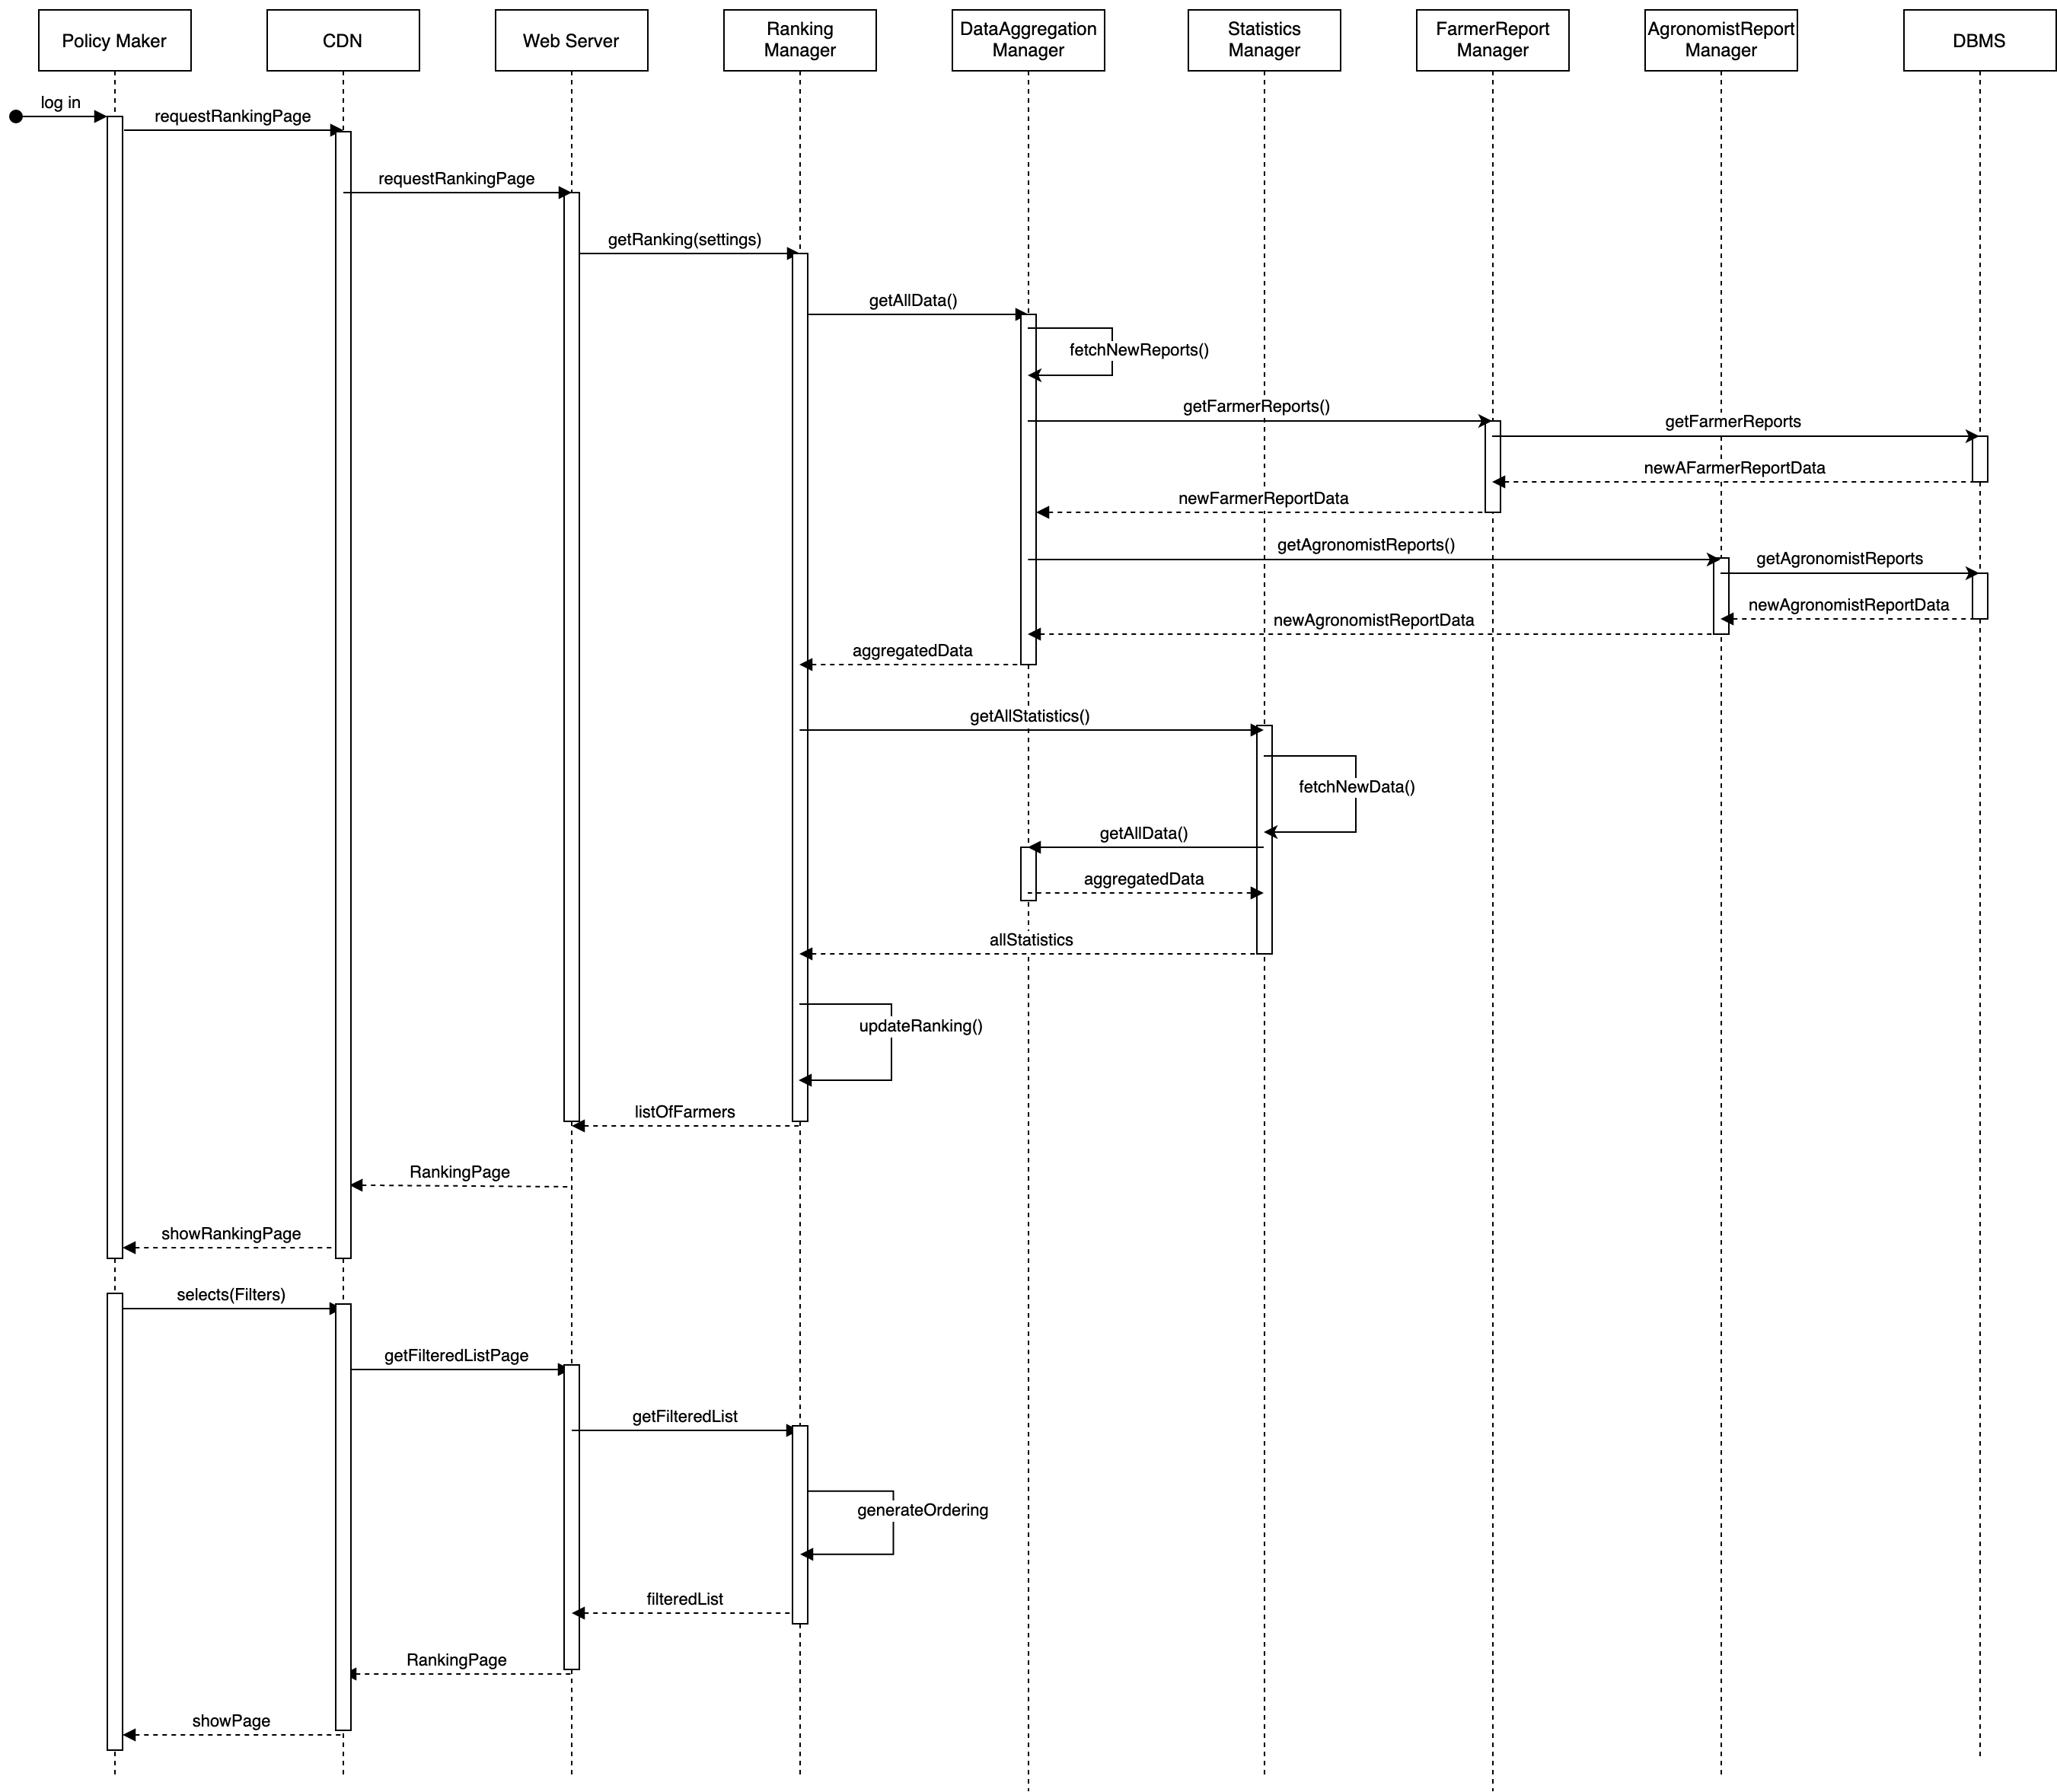 Policy Maker
CDN
Web Server
Ranking
Manager
DataAggregation
Manager
Statistics
Manager
FarmerReport
Manager
AgronomistReport
Manager
DBMS
log in
requestRankingPage
requestRankingPage
getRanking(settings)
getAllData()
fetchNewReports()
getFarmerReports()
getFarmerReports
newAFarmerReportData
newFarmerReportData
getAgronomistReports()
getAgronomistReports
newAgronomistReportData
newAgronomistReportData
aggregatedData
getAllStatistics()
fetchNewData()
getAllData()
aggregatedData
allStatistics
updateRanking()
listOfFarmers
RankingPage
showRankingPage
selects(Filters)
getFilteredListPage
getFilteredList
generateOrdering
filteredList
RankingPage
showPage